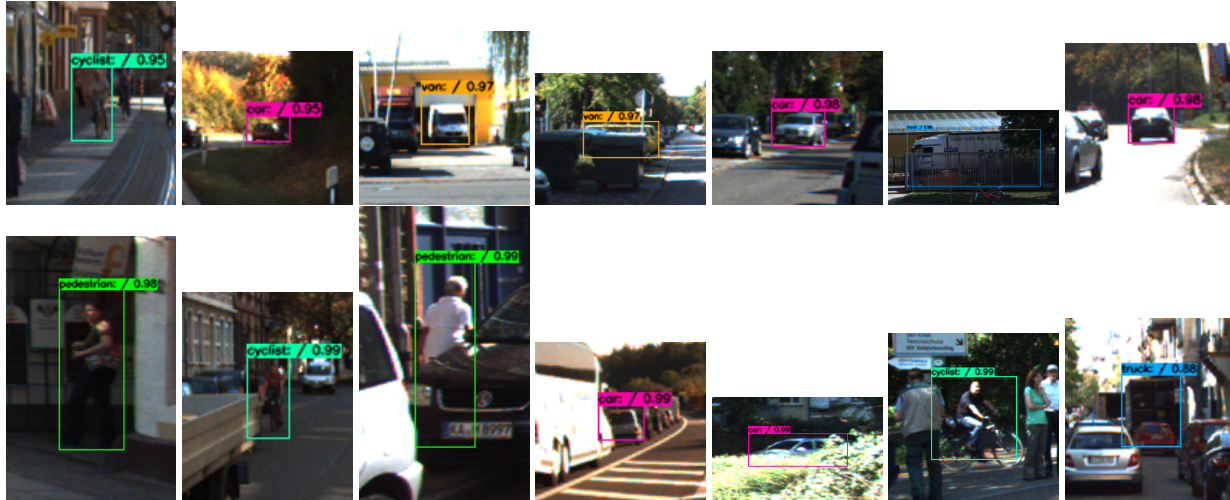 cyclist: / 0.95
car: / 0.95
van: / 0.97
van: / 0.97
car: / 0.98
car: / 0.98
pedestrian: / 0.98
cyclist: / 0.99
pedestrian: / 0.99
car: / 0.99
car: / 0.99
cyclist: / 0.99
truck: / 0.88